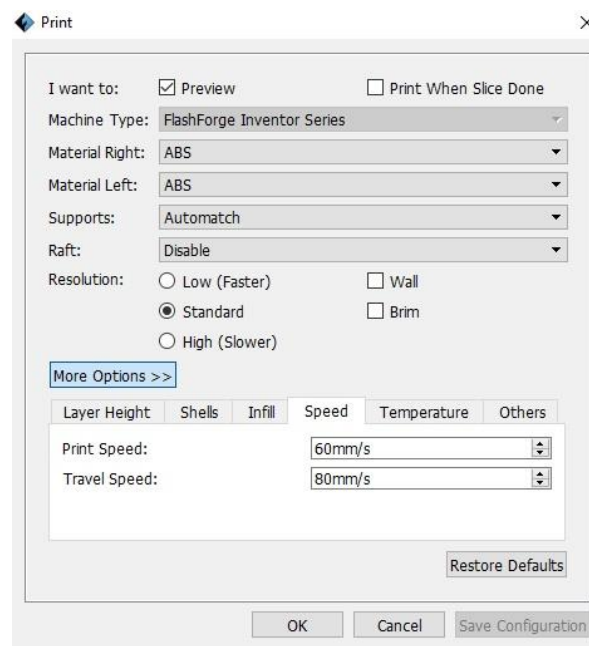 Print
I want to: Preview Print When Slice Done
Machine Type: FlashForge Inventor Series
Material Right: ABS
Material Left: ABS
Supports: Automatch
Raft: Disable
Resolution: Low (Faster) Wall
Standard Brim
High (Slower)
More Options >>
Layer Height Shells Infill Speed Temperature Others
Print Speed: 60mm/s
Travel Speed: 80mm/s
Restore Defaults
OK Cancel Save Configuration